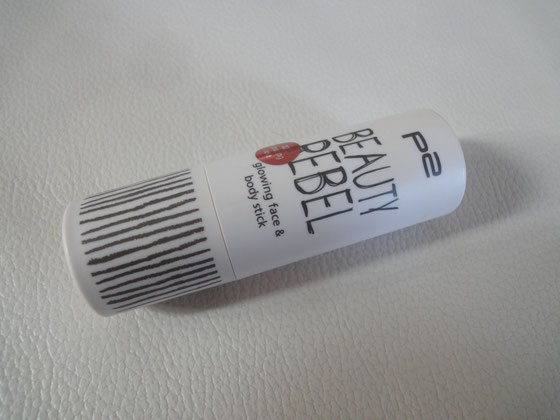 P2
BEAUTY
REBEL
glowing face &
body stick